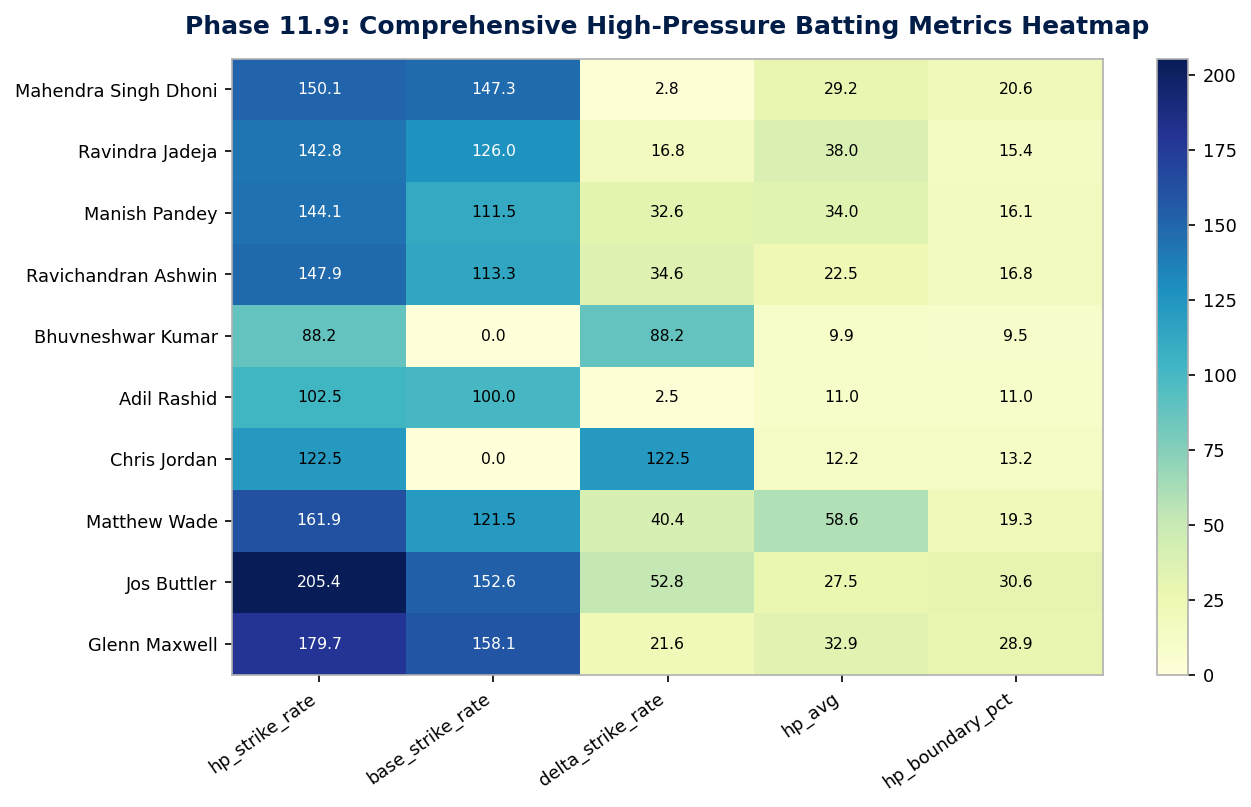 Phase 11.9: Comprehensive High-Pressure Batting Metrics Heatmap
Mahendra Singh Dhoni 150.1 147.3 2.8 29.2 20.6
Ravindra Jadeja 142.8 126.0 16.8 38.0 15.4
Manish Pandey 144.1 111.5 32.6 34.0 16.1
Ravichandran Ashwin 147.9 113.3 34.6 22.5 16.8
Bhuvneshwar Kumar 88.2 0.0 88.2 9.9 9.5
Adil Rashid 102.5 100.0 2.5 11.0 11.0
Chris Jordan 122.5 0.0 122.5 12.2 13.2
Matthew Wade 161.9 121.5 40.4 58.6 19.3
Jos Buttler 205.4 152.6 52.8 27.5 30.6
Glenn Maxwell 179.7 158.1 21.6 32.9 28.9
hp_strike_rate base_strike_rate delta_strike_rate hp_avg hp_boundary_pct
200
175
150
125
100
75
50
25
0